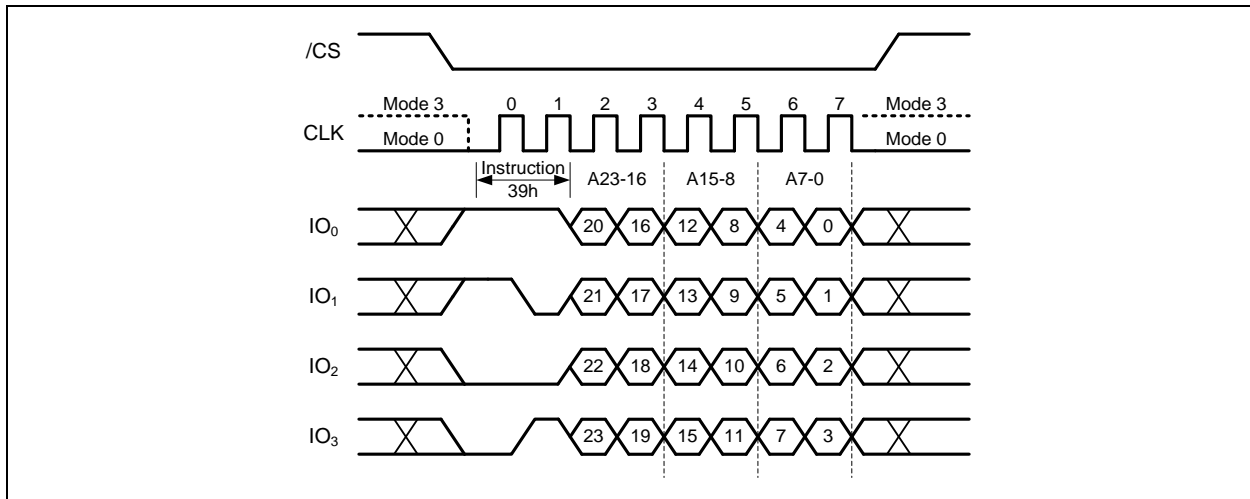 /CS
Mode 3 0 1 2 3 4 5 6 7 Mode 3
CLK
Mode 0 Mode 0
Instruction
39h
A23-16 A15-8 A7-0
IO₀ 20 16 12 8 4 0
IO₁ 21 17 13 9 5 1
IO₂ 22 18 14 10 6 2
IO₃ 23 19 15 11 7 3